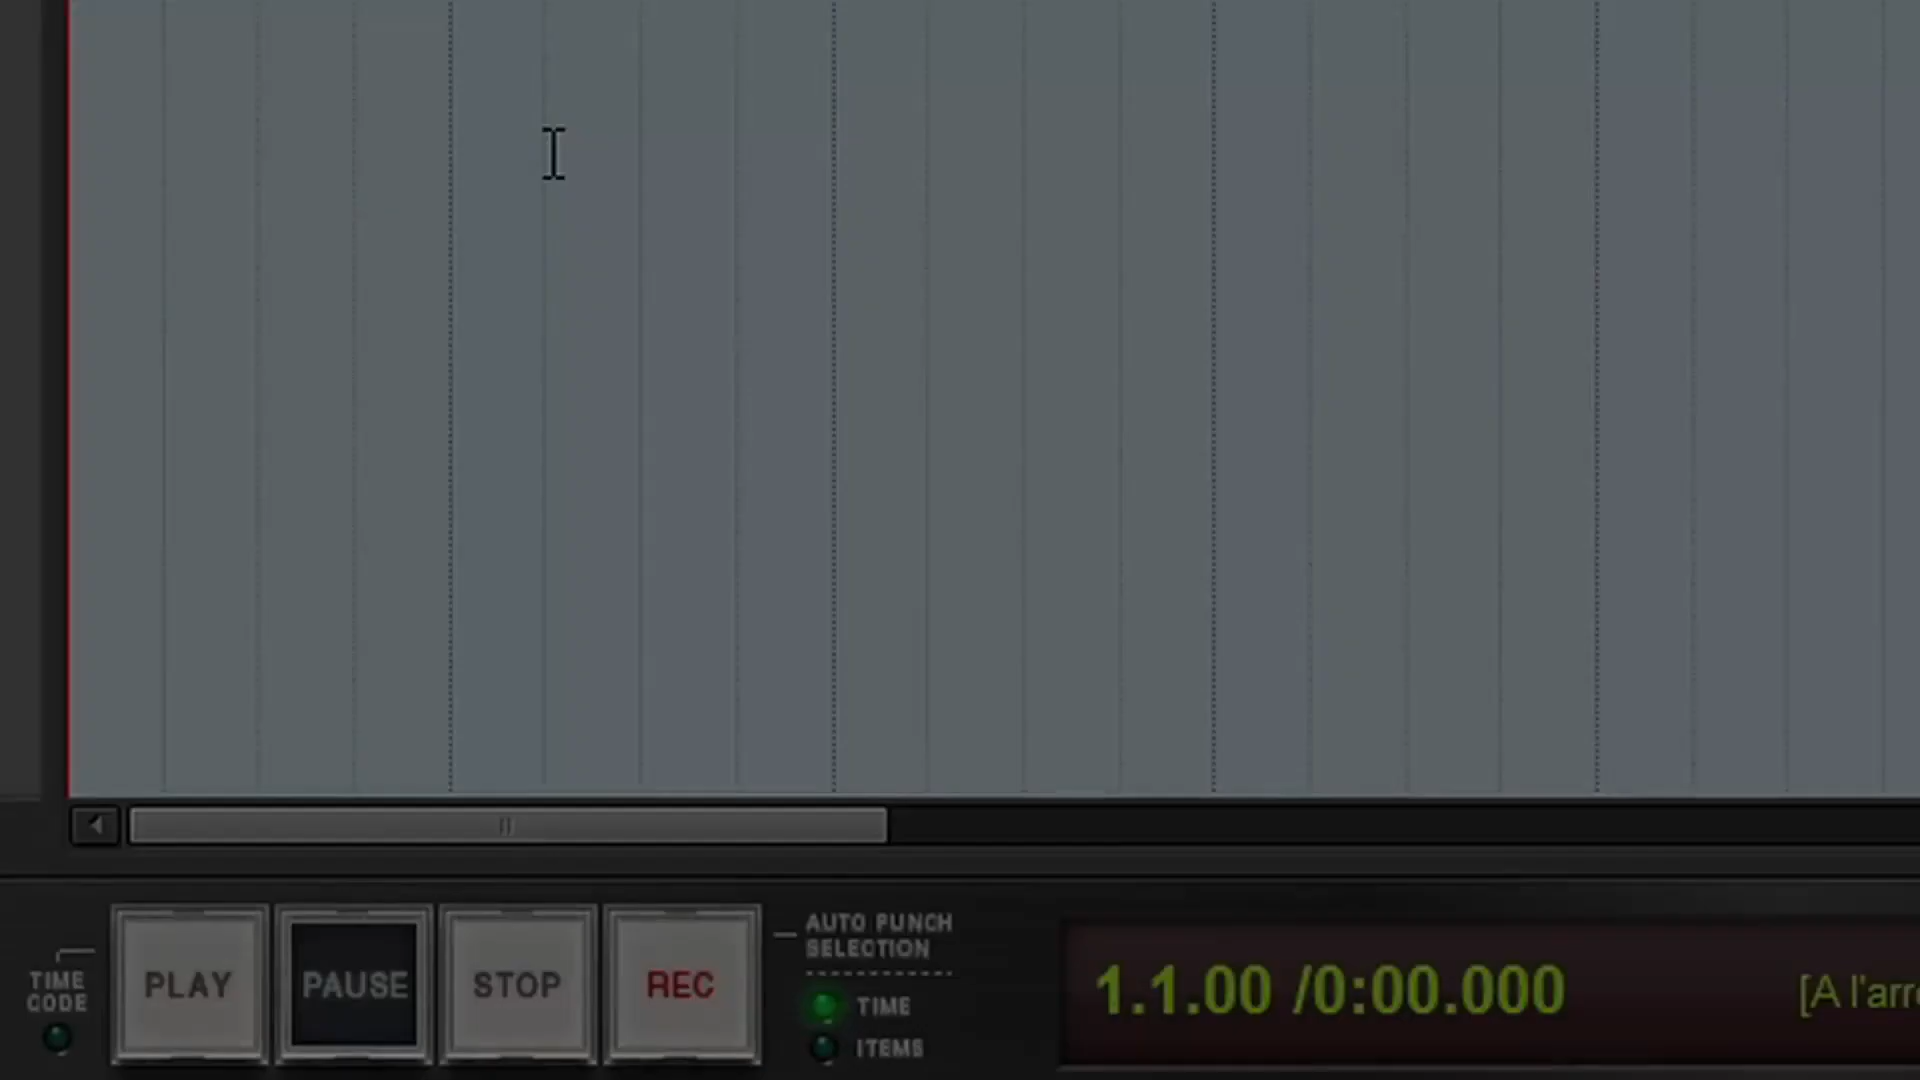 AUTO PUNCH
SELECTION
TIME
CODE
PLAY
PAUSE
STOP
REC
TIME
ITEMS
1.1.00 /0:00.000
[A l'arr